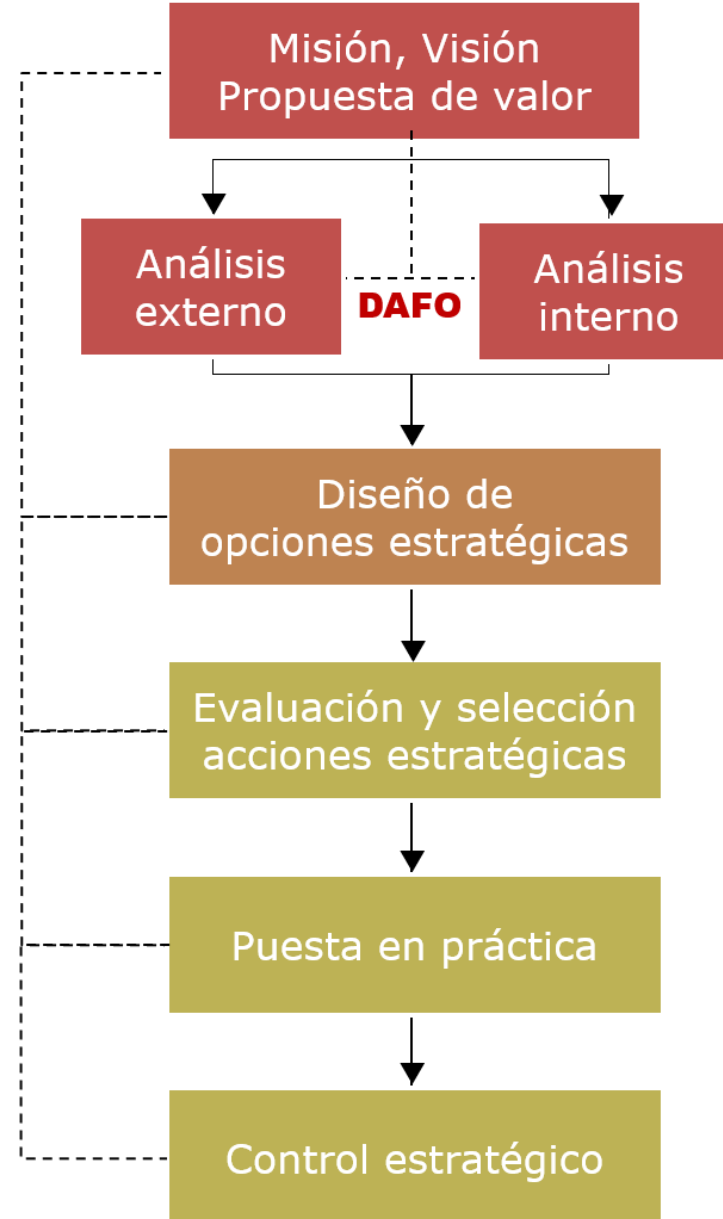 Misión, Visión
Propuesta de valor
Análisis
externo
DAFO
Análisis
interno
Diseño de
opciones estratégicas
Evaluación y selección
acciones estratégicas
Puesta en práctica
Control estratégico